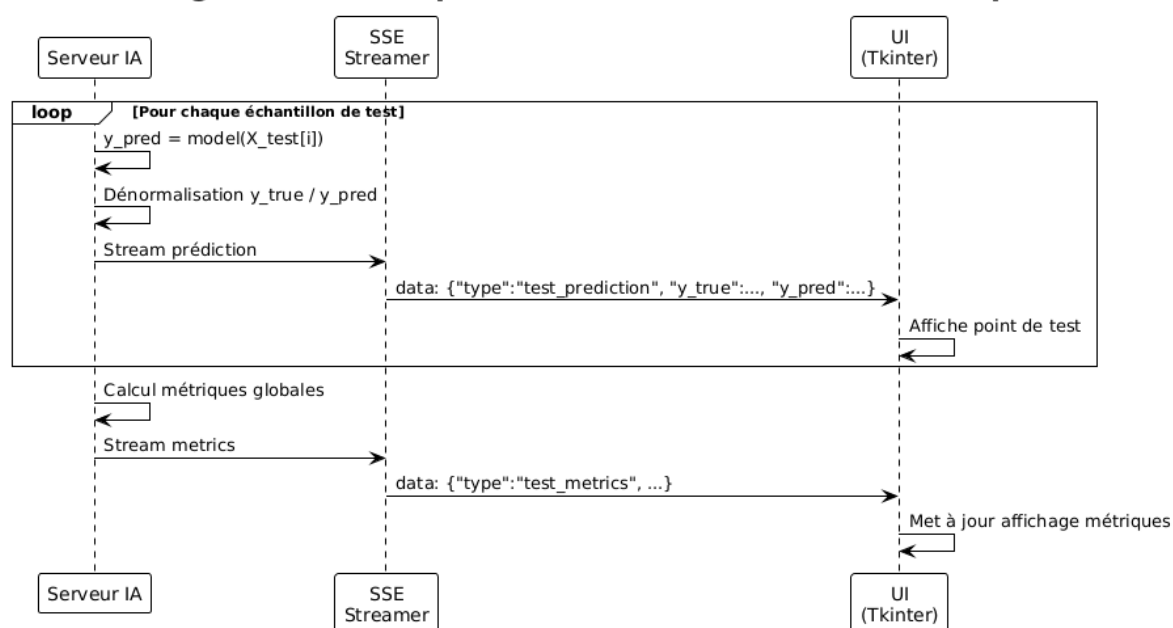 Serveur IA
SSE
Streamer
UI
(Tkinter)
loop [Pour chaque échantillon de test]
y_pred = model(X_test[i])
Dénormalisation y_true / y_pred
Stream prédiction
data: {"type":"test_prediction", "y_true":..., "y_pred":...}
Affiche point de test
Calcul métriques globales
Stream metrics
data: {"type":"test_metrics", ...}
Met à jour affichage métriques
Serveur IA
SSE
Streamer
UI
(Tkinter)